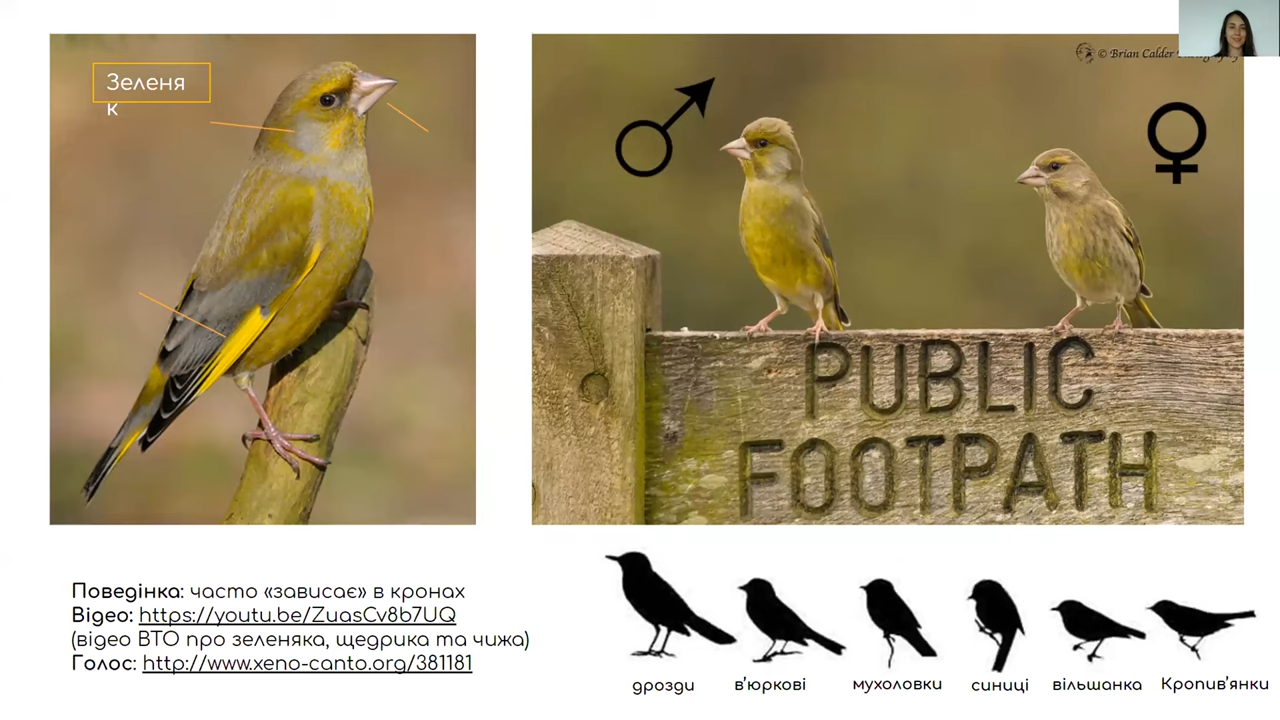 Зеленя
к
© Brian Calder Photography
♂
♀
PUBLIC
FOOTPATH
Поведінка: часто «зависає» в кронах
Відео: https://youtu.be/ZuasCv8b7UQ
(відео ВТО про зеленяка, щедрика та чижа)
Голос: http://www.xeno-canto.org/381181
дрозди в'юркові мухоловки синиці вільшанка Кропив'янки